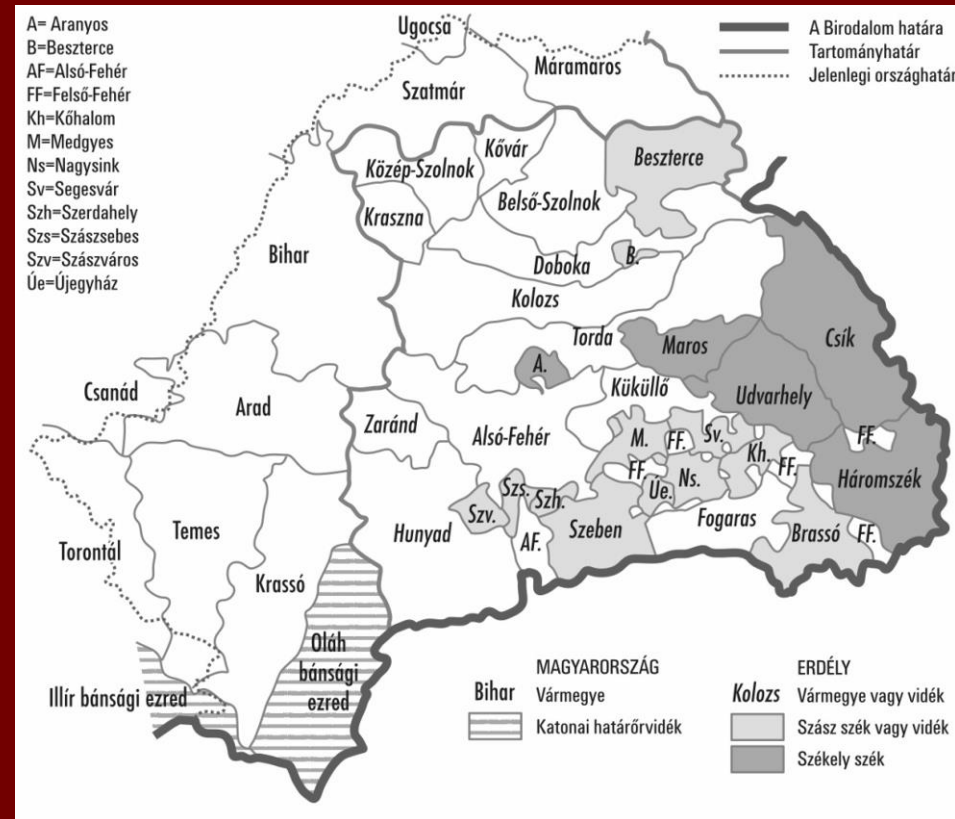 A= Aranyos
B=Beszterce
AF=Alsó-Fehér
FF=Felső-Fehér
Kh=Kőhalom
M=Medgyes
Ns=Nagysink
Sv=Segesvár
Szh=Szerdahely
Szs=Szászsebes
Szv=Szászváros
Úe=Újegyház
A Birodalom határa
Tartományhatár
Jelenlegi országhatár
Ugocsa
Máramaros
Szatmár
Kővár
Közép-Szolnok
Beszterce
Belső-Szolnok
Kraszna
Bihar
Doboka
B.
Kolozs
Torda
Maros
Csík
A.
Csanád
Arad
Zaránd
Alsó-Fehér
Küküllő
Udvarhely
M.
FF.
Sv.
FF.
Kh.
FF.
FF.
Háromszék
Szs.
Szh.
Úe.
Ns.
Szv.
Temes
Hunyad
AF.
Szeben
Fogaras
Brassó
FF.
Torontál
Krassó
Oláh
bánsági
ezred
Illír bánsági ezred
MAGYARORSZÁG
Bihar Vármegye
Katonai határőrvidék
ERDÉLY
Kolozs Vármegye vagy vidék
Szász szék vagy vidék
Székely szék